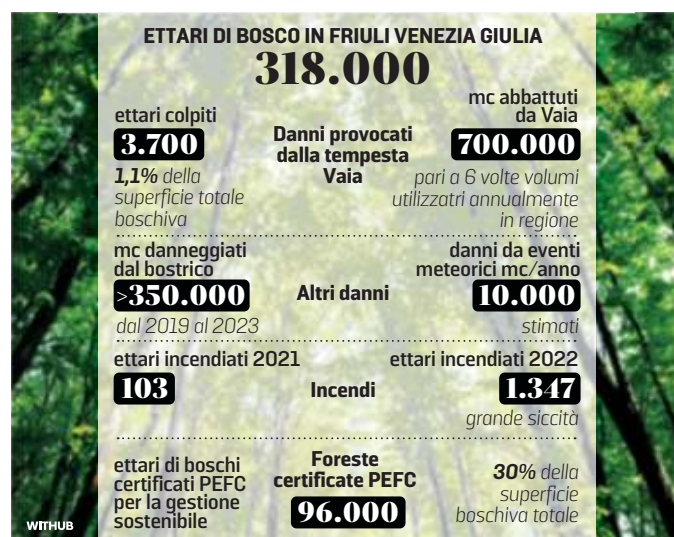 ETTARI DI BOSCO IN FRIULI VENEZIA GIULIA
318.000
ettari colpiti
3.700
1,1% della
superficie totale
boschiva
Danni provocati
dalla tempesta
Vaia
mc abbattuti
da Vaia
700.000
pari a 6 volte volumi
utilizzatri annualmente
in regione
mc danneggiati
dal bostrico
>350.000
dal 2019 al 2023
Altri danni
danni da eventi
meteorici mc/anno
10.000
stimati
ettari incendiati 2021
103
Incendi
ettari incendiati 2022
1.347
grande siccità
ettari di boschi
certificati PEFC
per la gestione
sostenibile
Foreste
certificate PEFC
96.000
30% della
superficie
boschiva totale
WITHUB